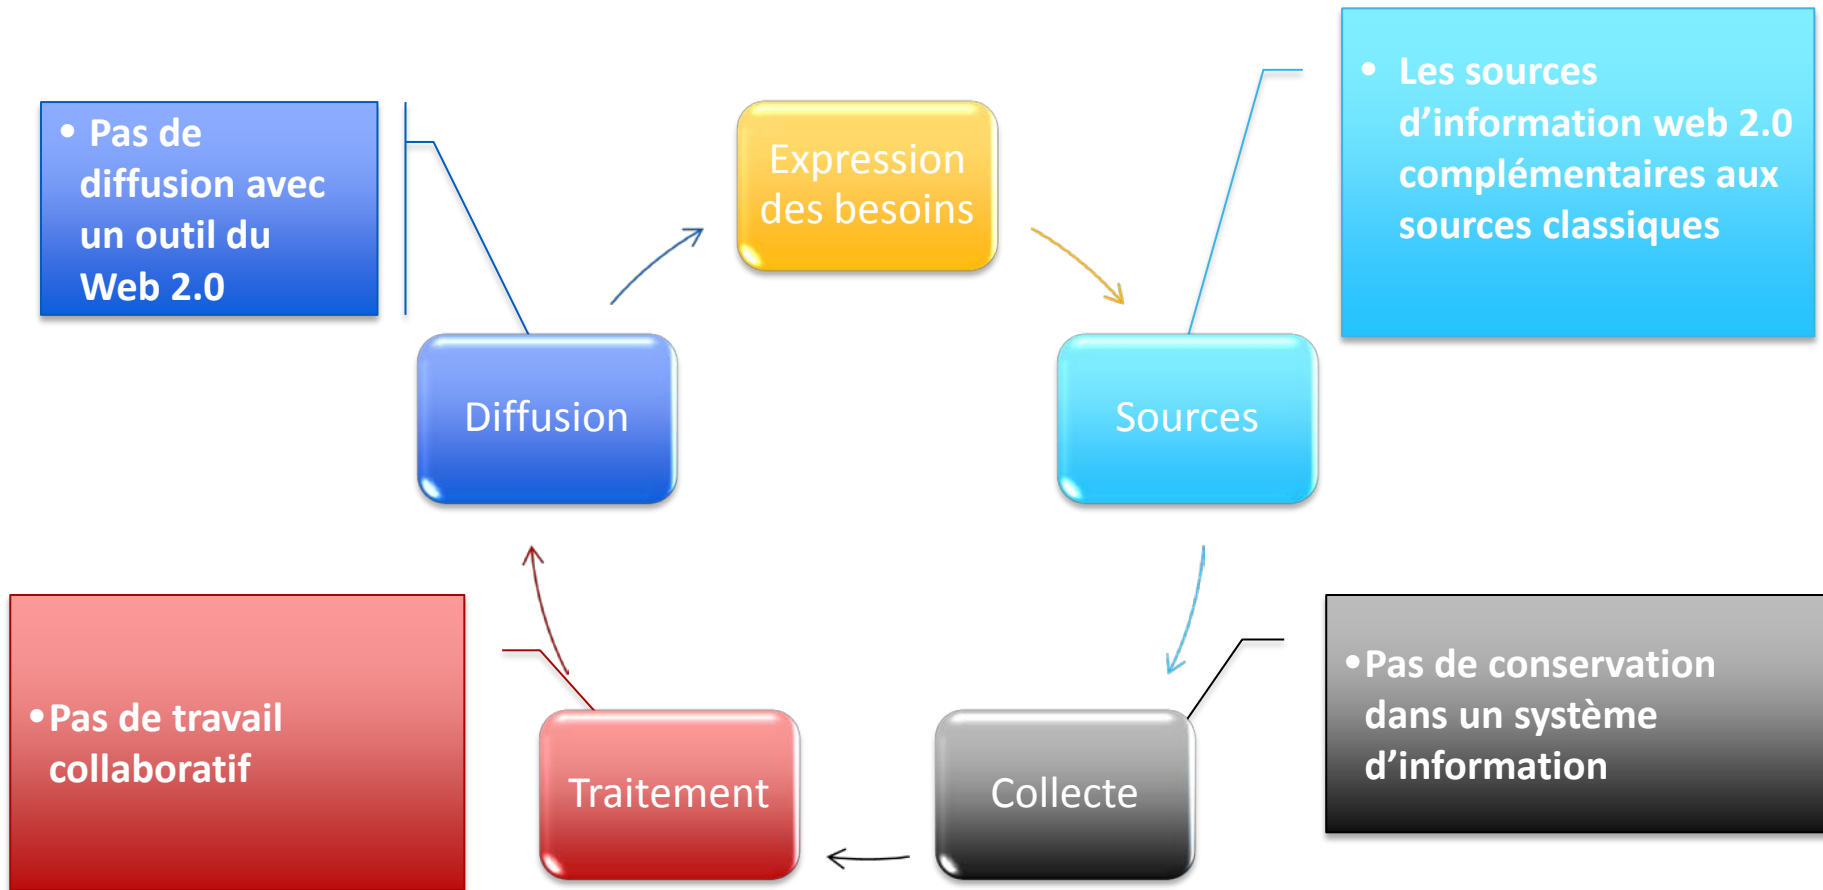 • Pas de
diffusion avec
un outil du
Web 2.0
Expression
des besoins
• Les sources
d’information web 2.0
complémentaires aux
sources classiques
Diffusion
Sources
• Pas de travail
collaboratif
Traitement
Collecte
• Pas de conservation
dans un système
d’information